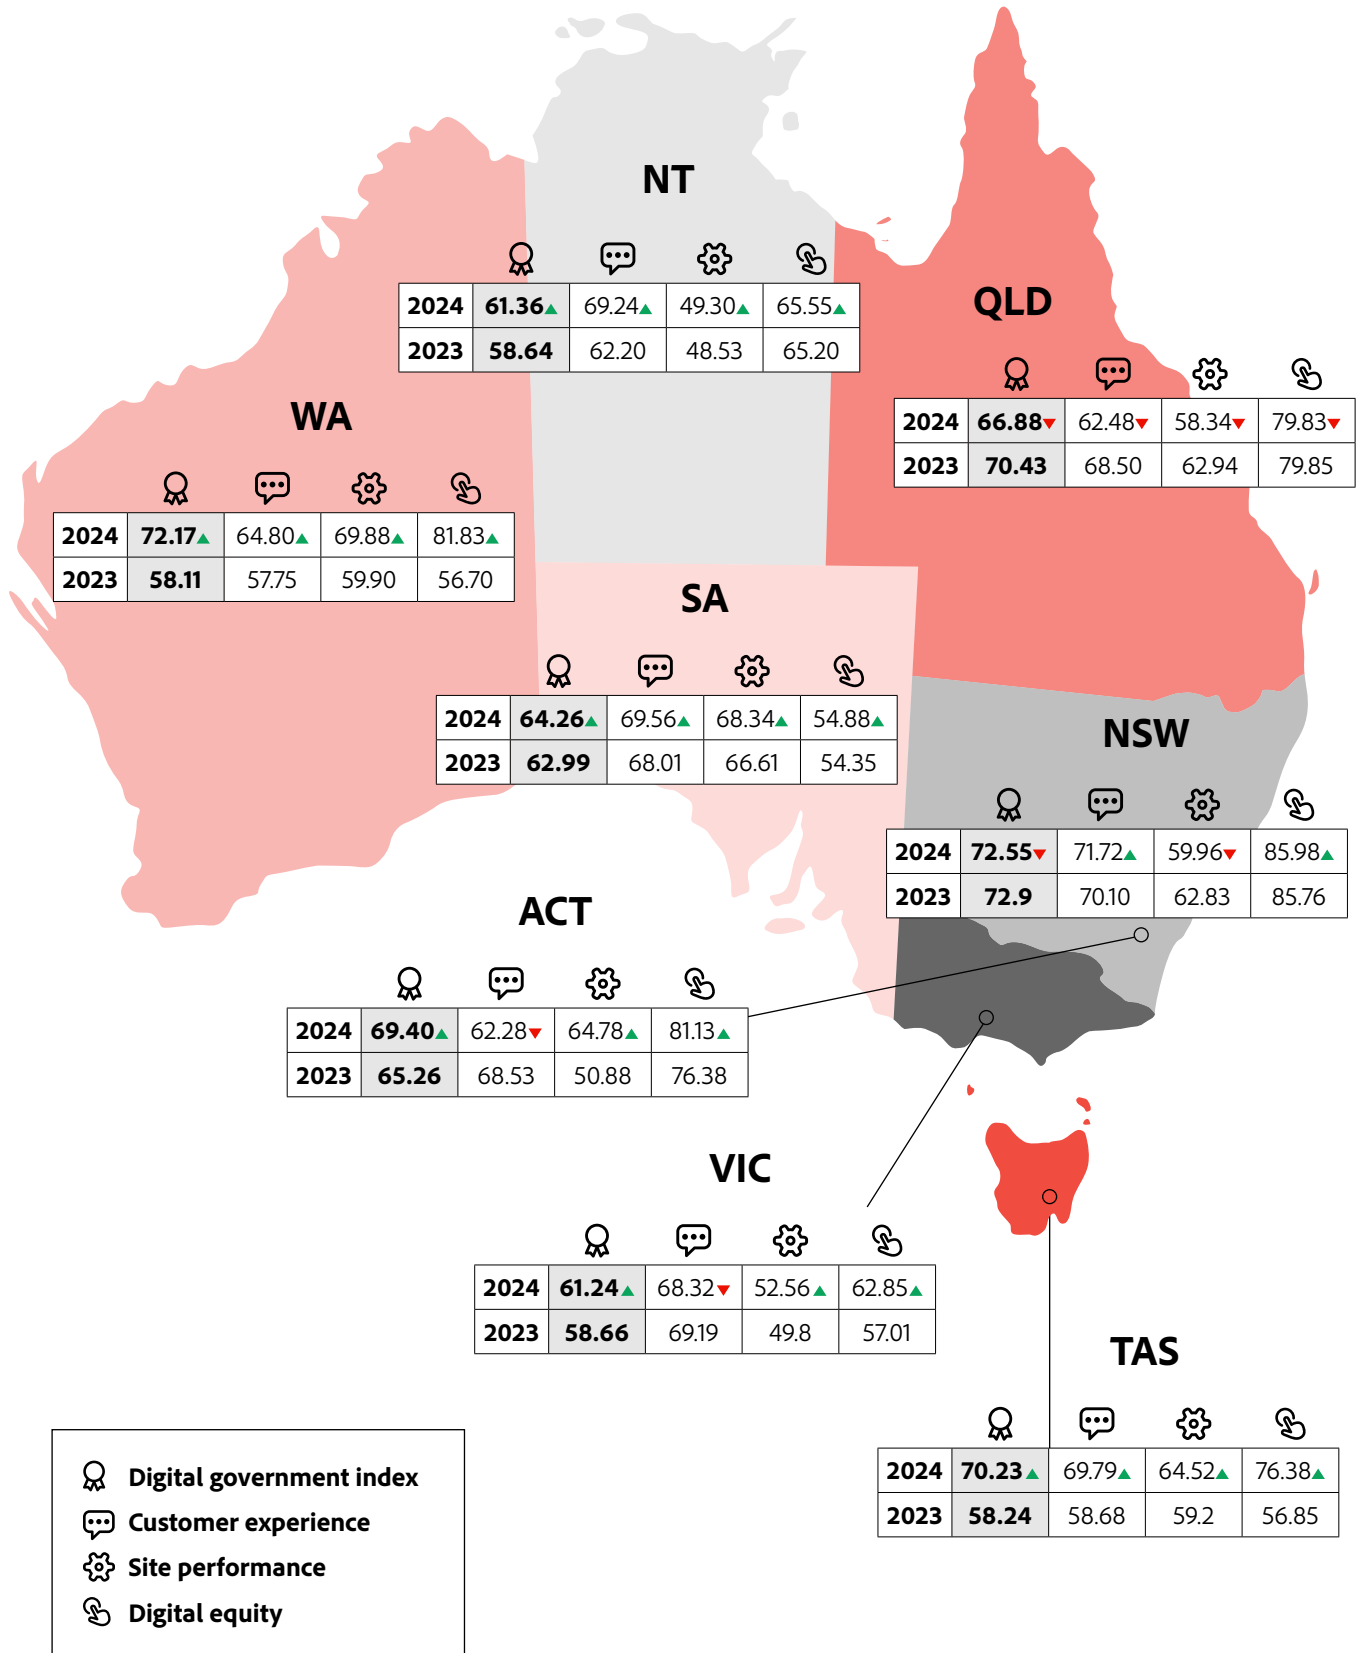 NT
2024 61.36 69.24 49.30 65.55
2023 58.64 62.20 48.53 65.20
QLD
2024 66.88 62.48 58.34 79.83
2023 70.43 68.50 62.94 79.85
WA
2024 72.17 64.80 69.88 81.83
2023 58.11 57.75 59.90 56.70
SA
2024 64.26 69.56 68.34 54.88
2023 62.99 68.01 66.61 54.35
NSW
2024 72.55 71.72 59.96 85.98
2023 72.9 70.10 62.83 85.76
ACT
2024 69.40 62.28 64.78 81.13
2023 65.26 68.53 50.88 76.38
VIC
2024 61.24 68.32 52.56 62.85
2023 58.66 69.19 49.8 57.01
TAS
2024 70.23 69.79 64.52 76.38
2023 58.24 58.68 59.2 56.85
Digital government index
Customer experience
Site performance
Digital equity